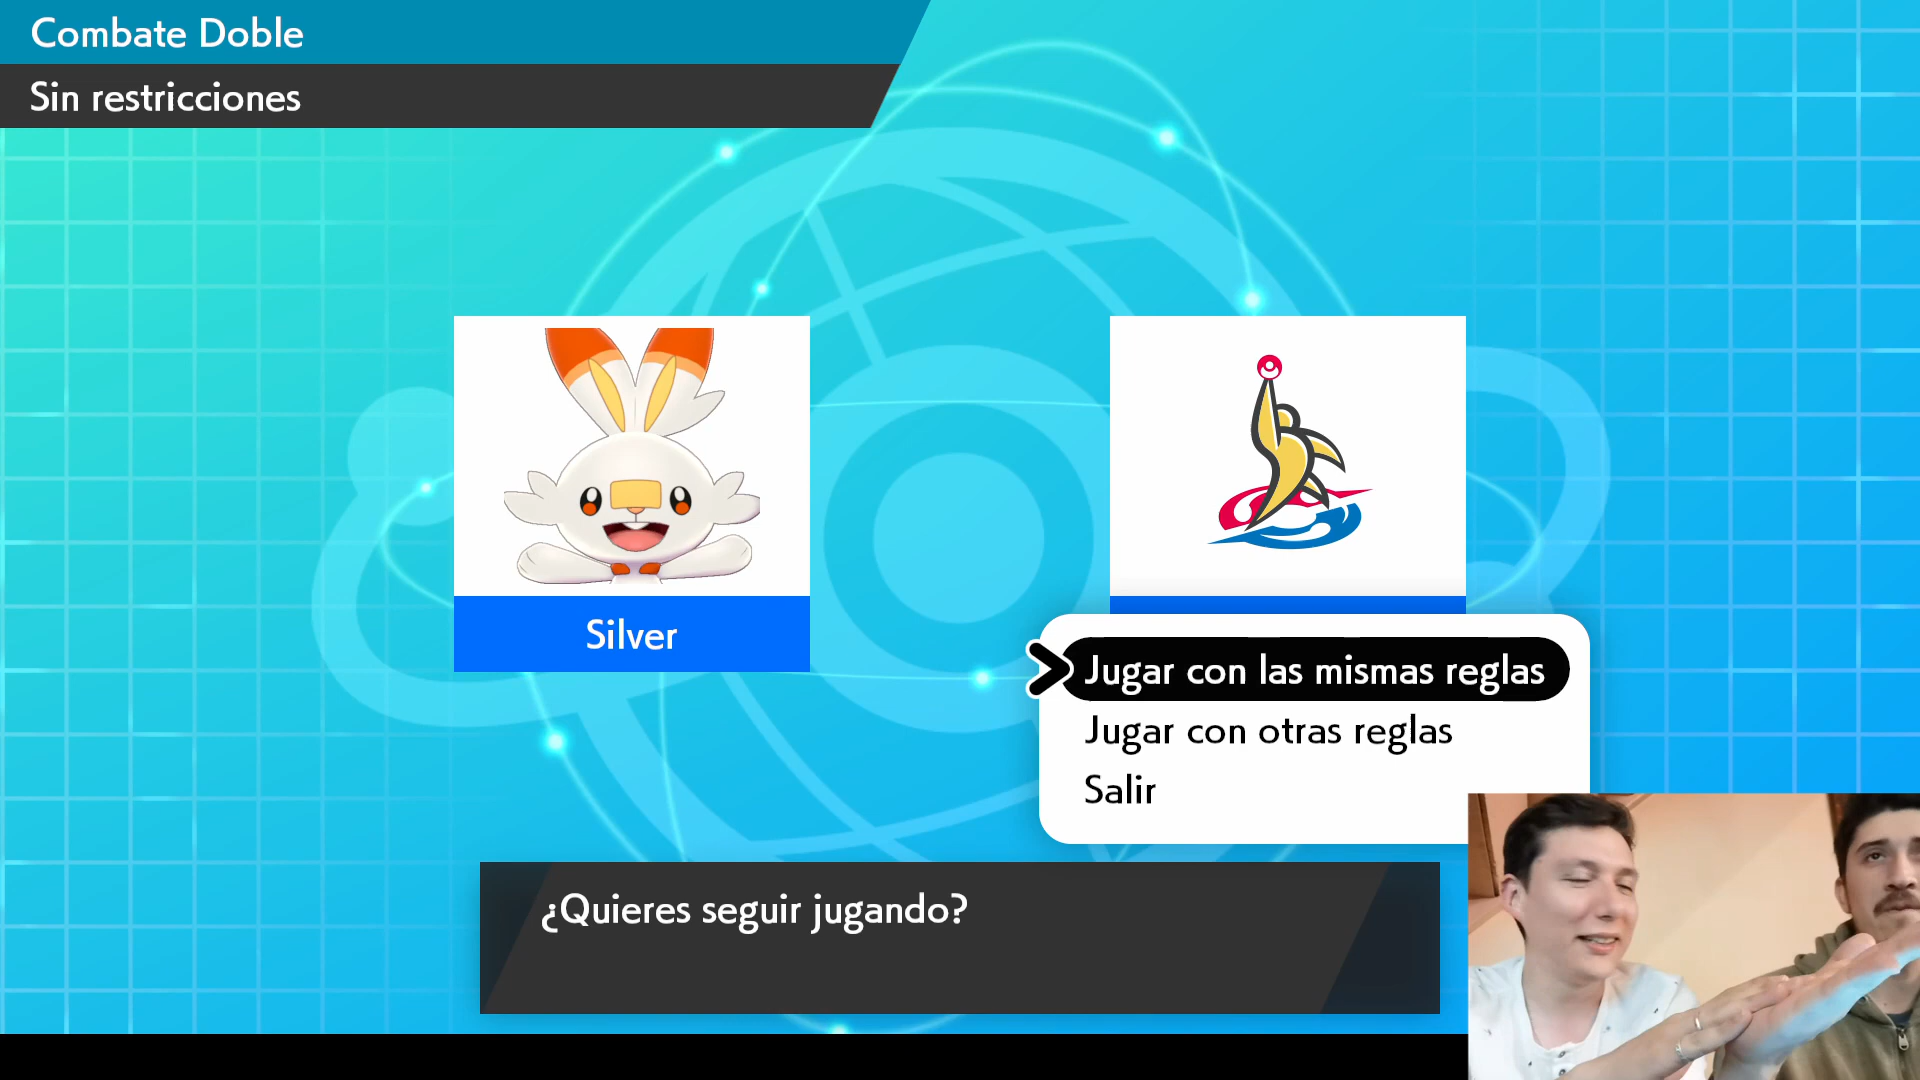 Combate Doble
Sin restricciones
Silver
Jugar con las mismas reglas
Jugar con otras reglas
Salir
¿Quieres seguir jugando?